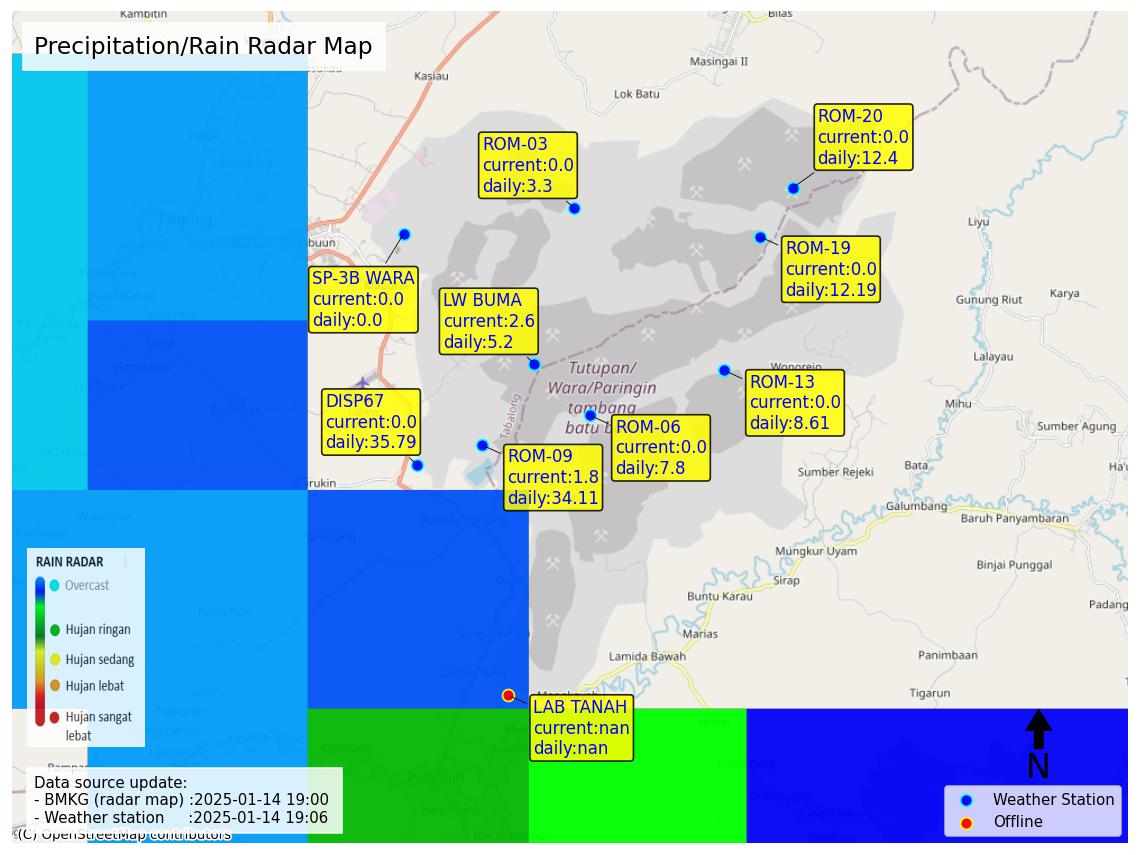 Kambitin
Bilas
Precipitation/Rain Radar Map
Masingai II
Kasiau
Lok Batu
ROM-20
current:0.0
daily:12.4
ROM-03
current:0.0
daily:3.3
Tanjung
Mabuun
Liyu
ROM-19
current:0.0
daily:12.19
SP-3B WARA
current:0.0
daily:0.0
LW BUMA
current:2.6
daily:5.2
Karya
Gunung Riut
Lalayau
Tutupan/
Wara/Paringin
tambang
batu
Wonorejo
ROM-13
current:0.0
daily:8.61
DISP67
current:0.0
daily:35.79
Tabalong
Mihu
ROM-06
current:0.0
daily:7.8
Sumber Agung
ROM-09
current:1.8
daily:34.11
Bata
Sumber Rejeki
Warukin
Galumbang
Baruh Panyambaran
Padang Panjang
Mungkur Uyam
Binjai Punggal
Sirap
Buntu Karau
Padang
Marias
Lamida Bawah
Panimbaan
Tigarun
RAIN RADAR
Overcast
Hujan ringan
Hujan sedang
Hujan lebat
Hujan sangat
lebat
LAB TANAH
current:nan
daily:nan
Paringin
N
Data source update:
- BMKG (radar map) :2025-01-14 19:00
- Weather station :2025-01-14 19:06
(C) OpenStreetMap contributors
Weather Station
Offline